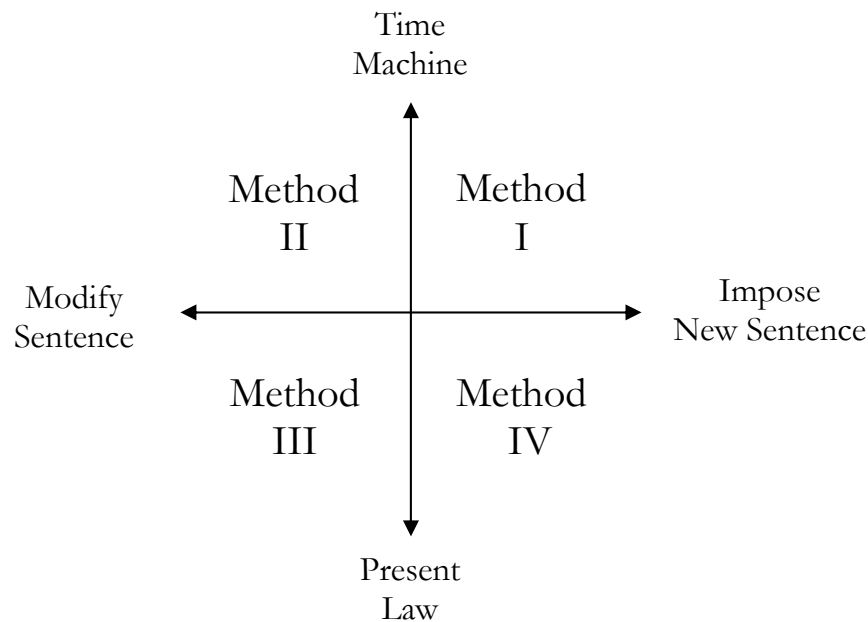 Time
Machine
Method
II
Method
I
Modify
Sentence
Impose
New Sentence
Method
III
Method
IV
Present
Law